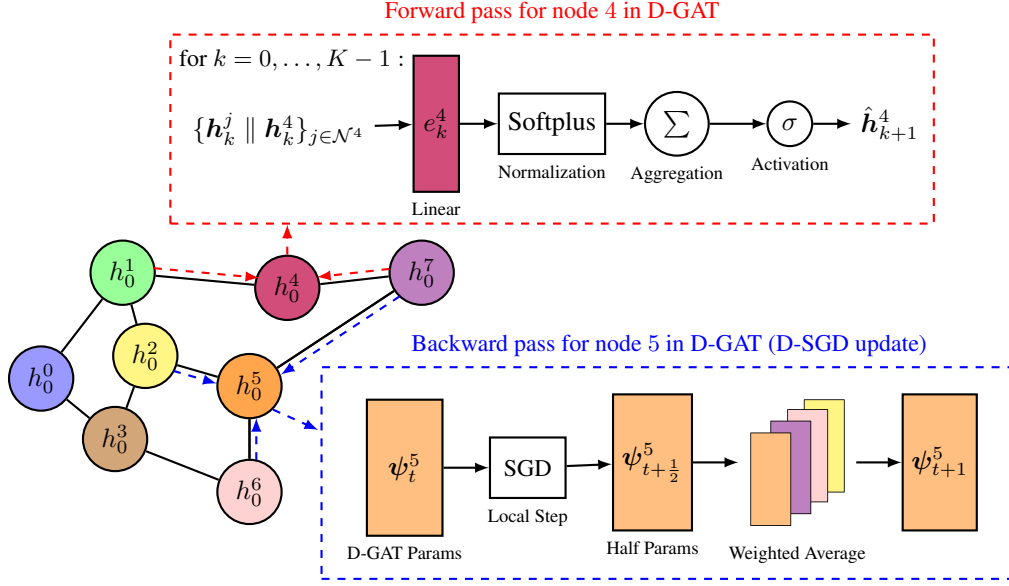 Forward pass for node 4 in D-GAT
for k = 0, . . . , K − 1 :
{h_k^j ∥ h_k^4}_{j∈N^4}
e_k^4
Softplus
∑
σ
ĥ_{k+1}^4
Linear
Normalization
Aggregation
Activation
h_0^1
h_0^4
h_0^7
h_0^2
h_0^0
h_0^5
h_0^3
h_0^6
Backward pass for node 5 in D-GAT (D-SGD update)
ψ_t^5
SGD
ψ_{t+\frac{1}{2}}^5
ψ_{t+1}^5
D-GAT Params
Local Step
Half Params
Weighted Average